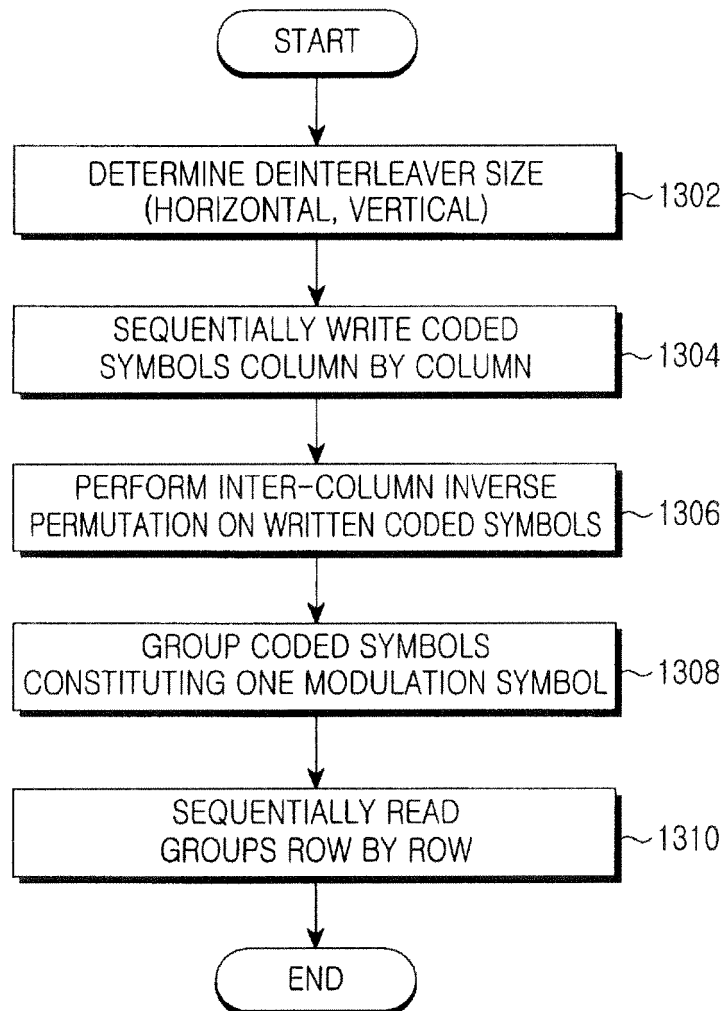 START
DETERMINE DEINTERLEAVER SIZE
(HORIZONTAL, VERTICAL)
1302
SEQUENTIALLY WRITE CODED
SYMBOLS COLUMN BY COLUMN
1304
PERFORM INTER-COLUMN INVERSE
PERMUTATION ON WRITTEN CODED SYMBOLS
1306
GROUP CODED SYMBOLS
CONSTITUTING ONE MODULATION SYMBOL
1308
SEQUENTIALLY READ
GROUPS ROW BY ROW
1310
END